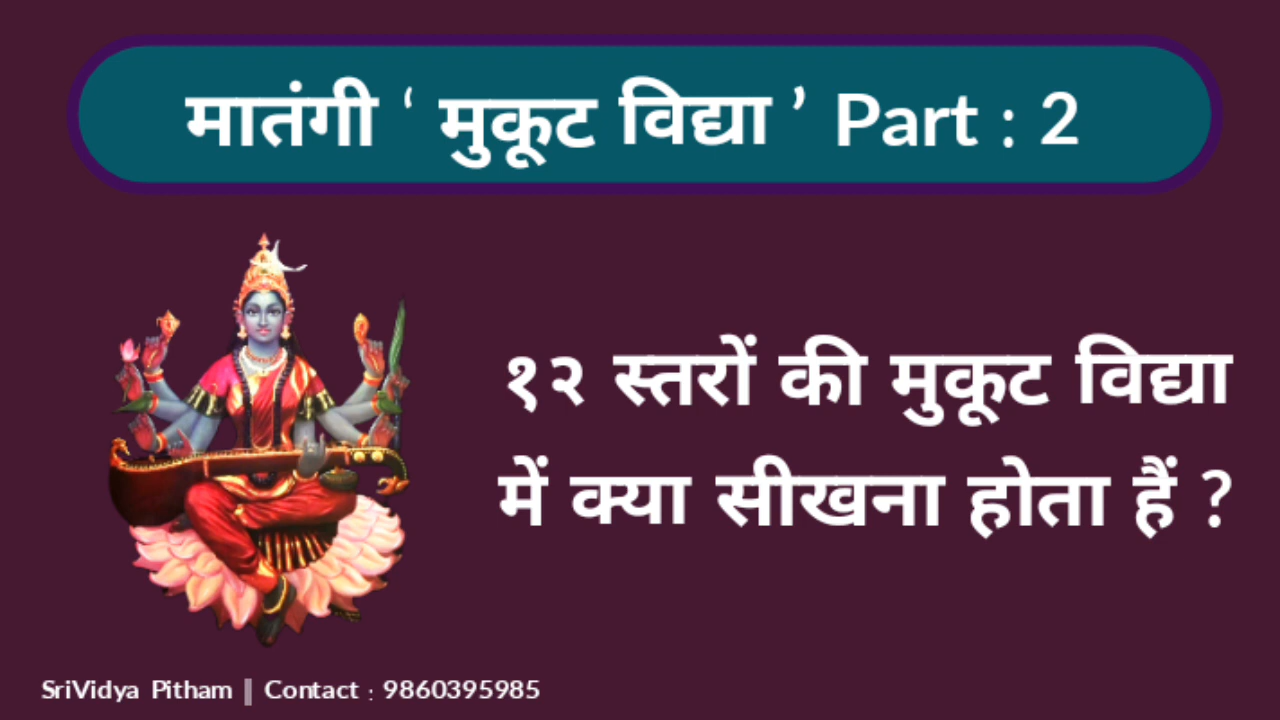 मातंगी ‘ मुकूट विद्या ’ Part : 2
१२ स्तरों की मुकूट विद्या
में क्या सीखना होता हैं ?
SriVidya Pitham || Contact : 9860395985